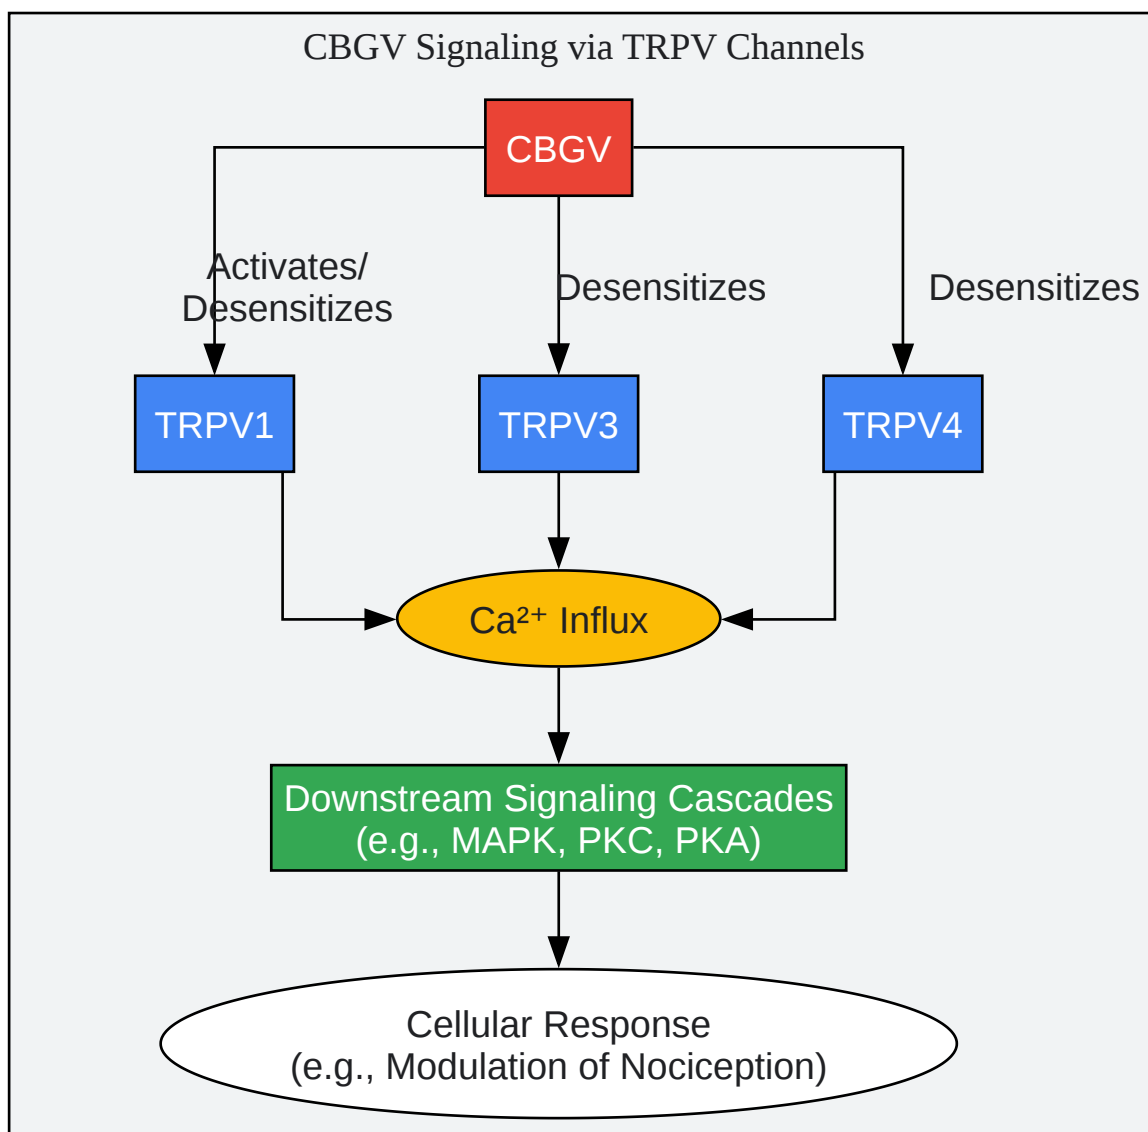 CBGV Signaling via TRPV Channels
CBGV
Activates/
Desensitizes
Desensitizes
Desensitizes
TRPV1
TRPV3
TRPV4
Ca²⁺ Influx
Downstream Signaling Cascades
(e.g., MAPK, PKC, PKA)
Cellular Response
(e.g., Modulation of Nociception)